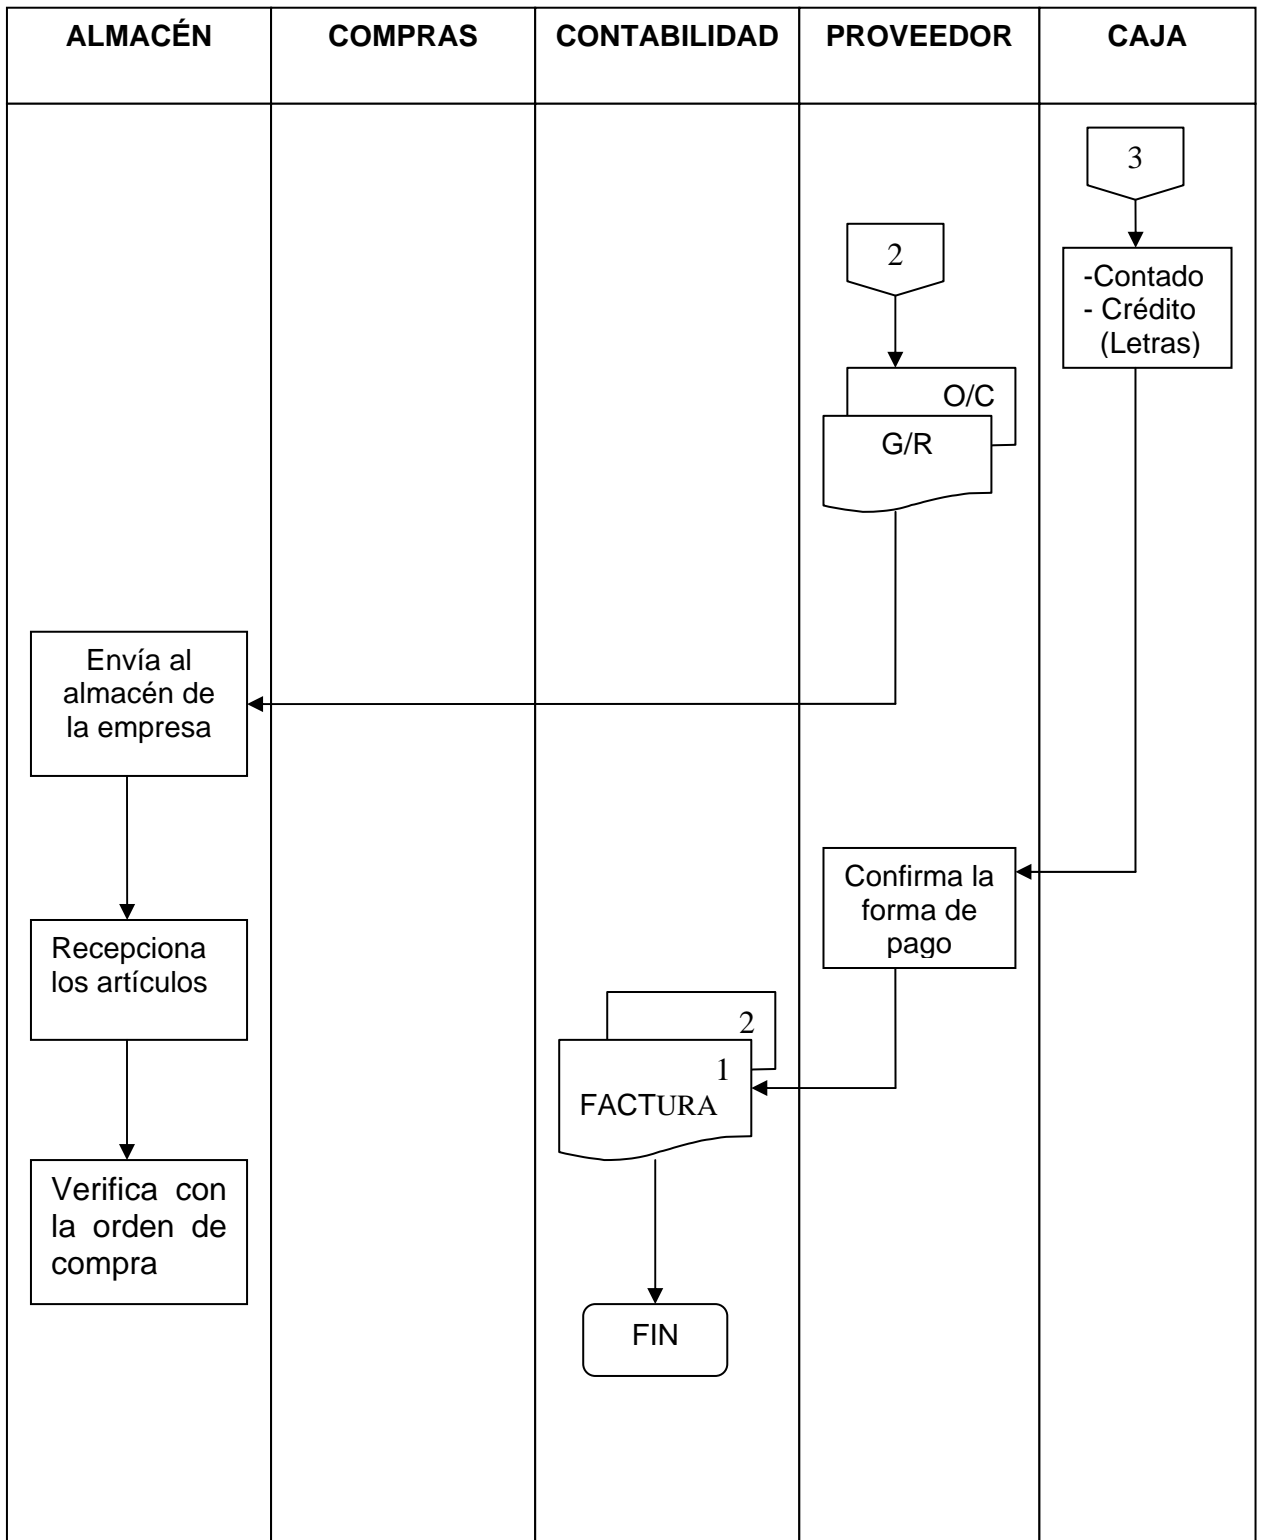 ALMACÉN
COMPRAS
CONTABILIDAD
PROVEEDOR
CAJA
3
2
-Contado
- Crédito
(Letras)
O/C
G/R
Envía al
almacén de
la empresa
Confirma la
forma de
pago
Recepciona
los artículos
2
1
FACTURA
Verifica con
la orden de
compra
FIN